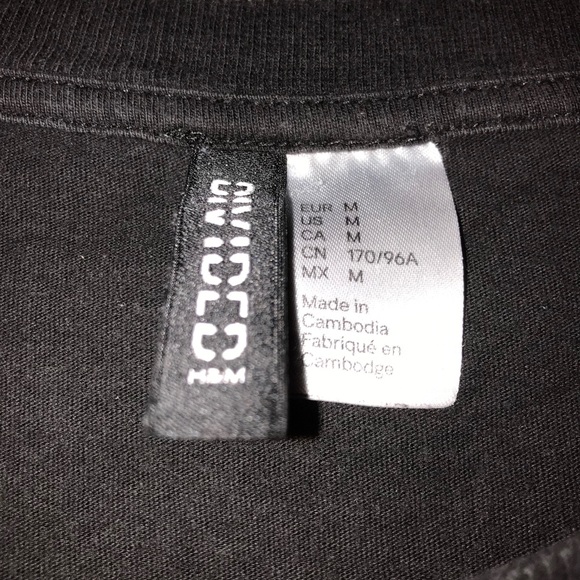 DIVIDED
H&M
EUR M
US M
CA M
CN 170/96A
MX M
Made in
Cambodia
Fabriqué en
Cambodge